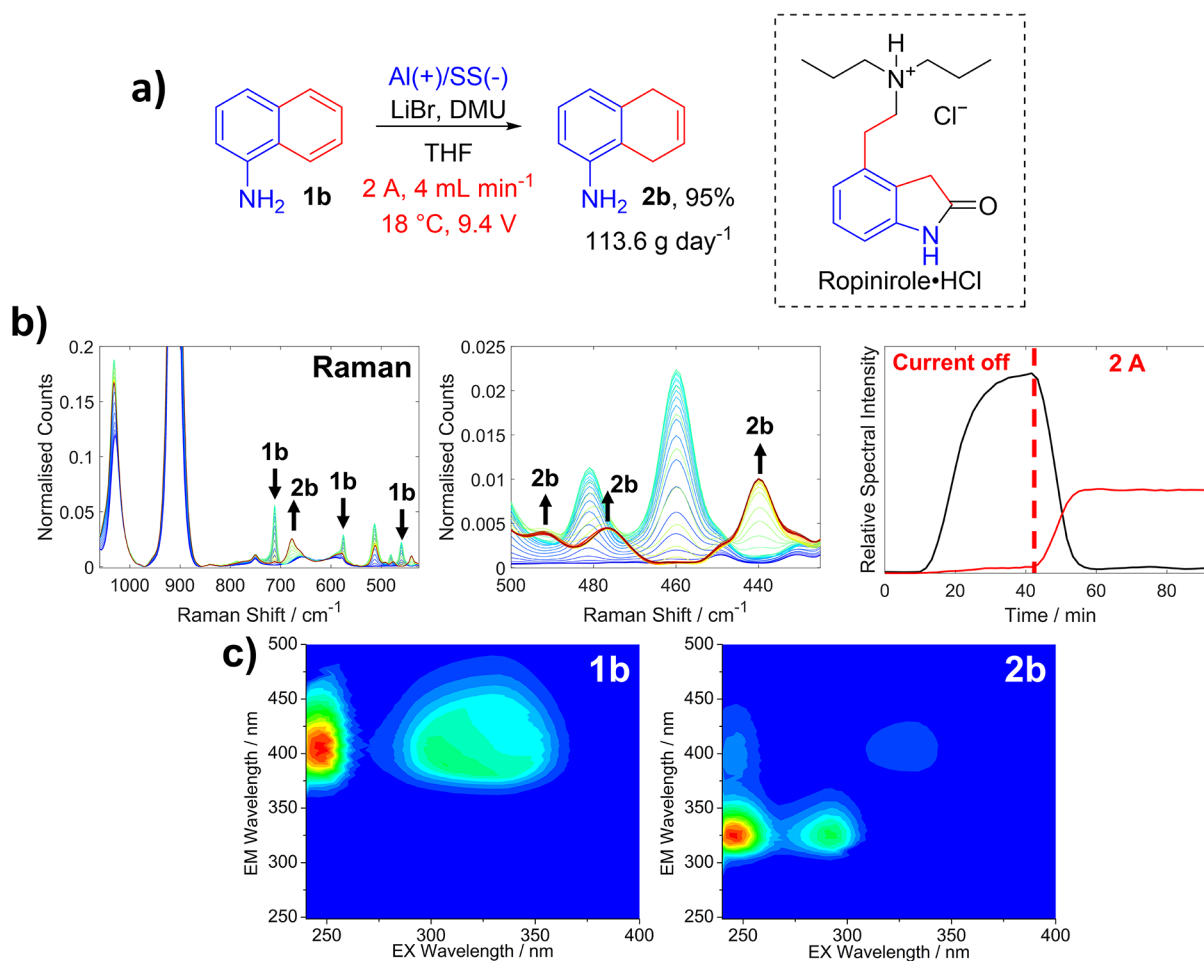 a)
NH2
1b
Al(+)/SS(-)
LiBr, DMU
THF
2 A, 4 mL min-1
18 °C, 9.4 V
NH2
2b, 95%
113.6 g day-1
H
N+
Cl−
O
N
H
Ropinirole•HCl
b)
Raman
Normalised Counts
0.2
0.15
0.1
0.05
0
1b
2b
1b
1b
1000 900 800 700 600 500
Raman Shift / cm-1
Normalised Counts
0.025
0.02
0.015
0.01
0.005
0
2b
2b
2b
500 480 460 440
Raman Shift / cm-1
Current off
2 A
Relative Spectral Intensity
0 20 40 60 80
Time / min
c)
1b
EM Wavelength / nm
500
450
400
350
300
250
250 300 350 400
EX Wavelength / nm
2b
EM Wavelength / nm
500
450
400
350
300
250
250 300 350 400
EX Wavelength / nm